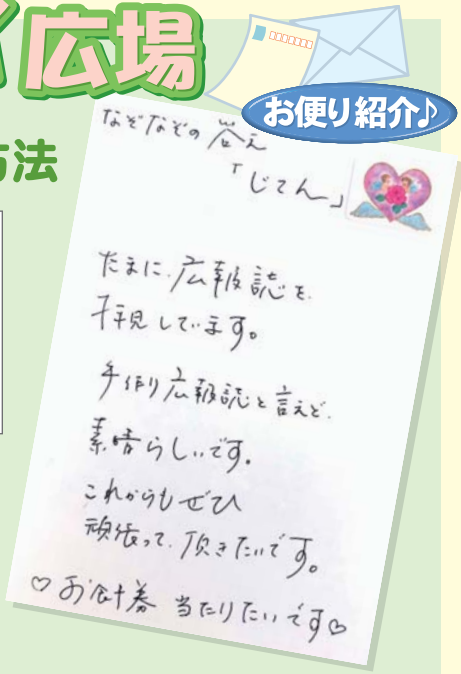 広場
お便り紹介♪
方法
なぞなぞの答え
「じてん」
たまに、広報誌を
拝見しています。
手作り広報誌と言えど、
素晴らしいです。
これからもぜひ
頑張って、頂きたいです。
♡お食事券 当たりたいです♡